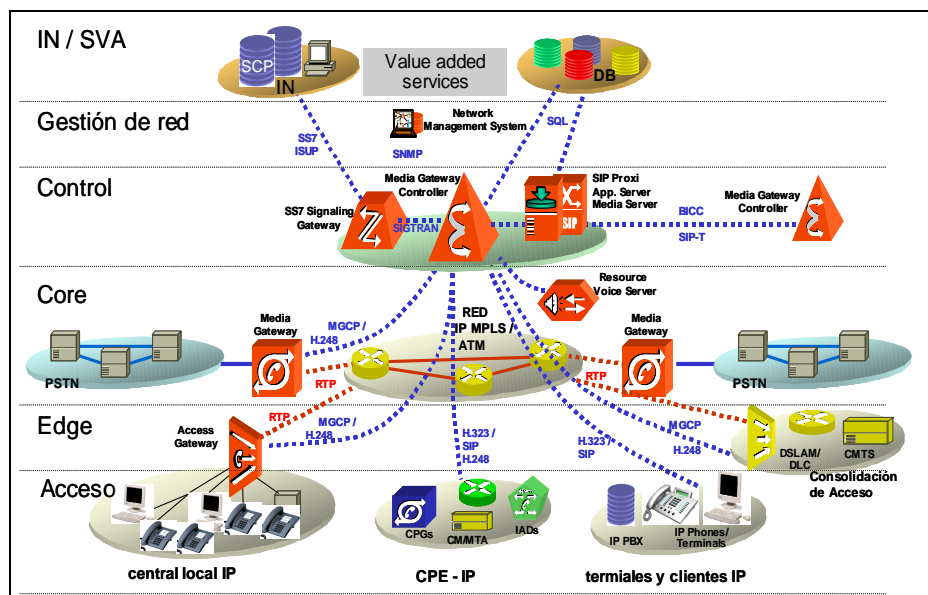 IN / SVA
SCP
IN
Value added
services
DB
Gestión de red
Network
Management System
SQL
SS7
ISUP
SNMP
Control
Media Gateway
Controller
SIP Proxi
App. Server
Media Server
SS7 Signaling
Gateway
SIGTRAN
SIP
BICC
SIP-T
Media Gateway
Controller
Core
Resource
Voice Server
Media
Gateway
MGCP /
H.248
RED
IP MPLS /
ATM
Media
Gateway
PSTN
RTP
RTP
PSTN
Edge
RTP
Access
Gateway
MGCP /
H.248
H.323 /
SIP
H.248
H.323 /
SIP
MGCP
H.248
DSLAM/
DLC
CMTS
Consolidación
de Acceso
Acceso
CPGs
CM/MTA
IADs
IP PBX
IP Phones/
Terminals
central local IP
CPE - IP
termiales y clientes IP